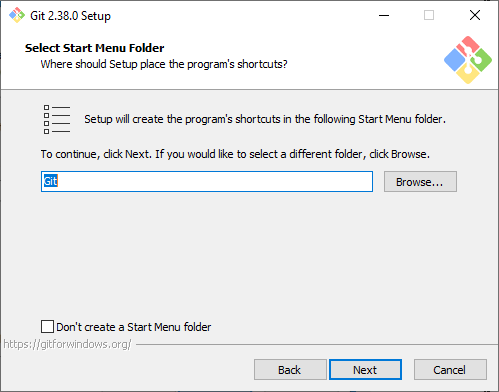 Git 2.38.0 Setup
Select Start Menu Folder
Where should Setup place the program's shortcuts?
Setup will create the program's shortcuts in the following Start Menu folder.
To continue, click Next. If you would like to select a different folder, click Browse.
Git
Browse...
Don't create a Start Menu folder
https://gitforwindows.org/
Back
Next
Cancel